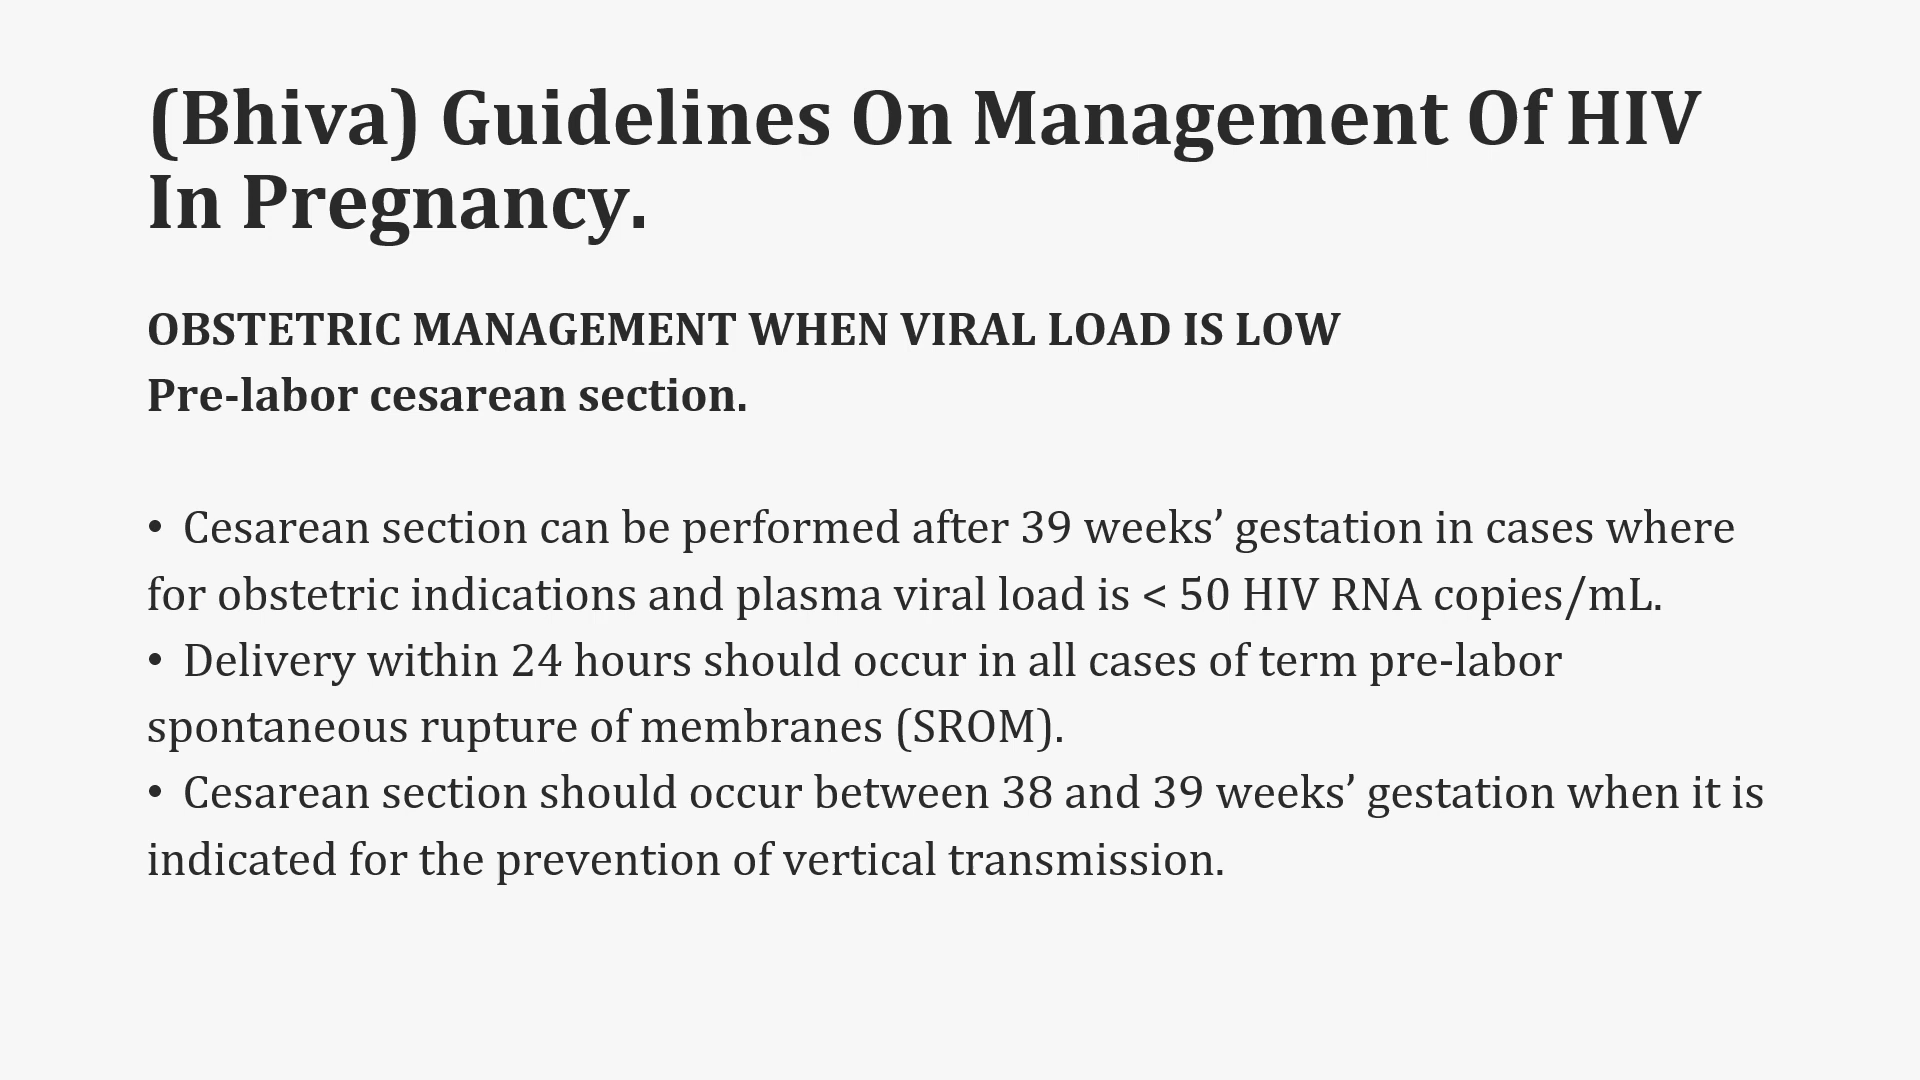 (Bhiva) Guidelines On Management Of HIV
In Pregnancy.
OBSTETRIC MANAGEMENT WHEN VIRAL LOAD IS LOW
Pre-labor cesarean section.
• Cesarean section can be performed after 39 weeks’ gestation in cases where
for obstetric indications and plasma viral load is < 50 HIV RNA copies/mL.
• Delivery within 24 hours should occur in all cases of term pre-labor
spontaneous rupture of membranes (SROM).
• Cesarean section should occur between 38 and 39 weeks’ gestation when it is
indicated for the prevention of vertical transmission.